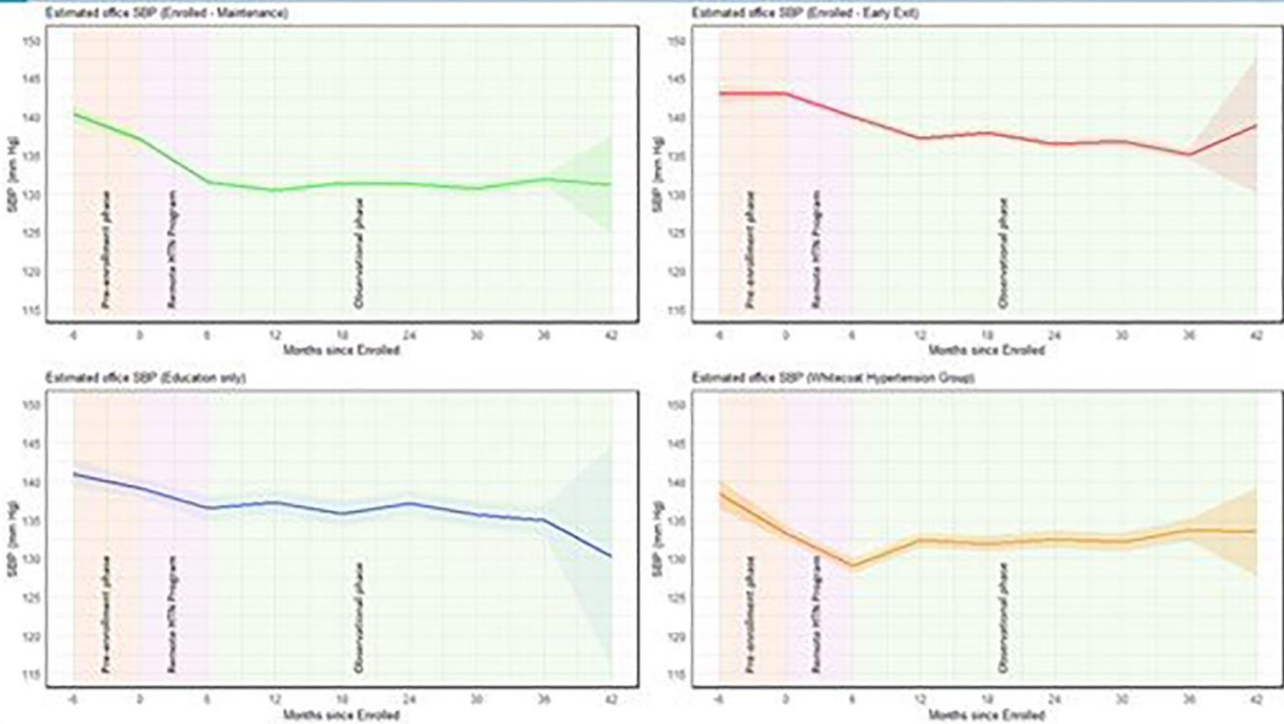 Estimated office SBP (Enrolled - Maintenance)
150
145
140
135
130
125
120
115
SBP (mm Hg)
Pre-enrollment phase
Remote HTN Program
Observational phase
-6 0 6 12 18 24 30 36 42
Months since Enrolled
Estimated office SBP (Enrolled - Early Exit)
150
145
140
135
130
125
120
115
SBP (mm Hg)
Pre-enrollment phase
Remote HTN Program
Observational phase
-6 0 6 12 18 24 30 36 42
Months since Enrolled
Estimated office SBP (Education only)
150
145
140
135
130
125
120
115
SBP (mm Hg)
Pre-enrollment phase
Remote HTN Program
Observational phase
-6 0 6 12 18 24 30 36 42
Months since Enrolled
Estimated office SBP (Whitecoat Hypertension Group)
150
145
140
135
130
125
120
115
SBP (mm Hg)
Pre-enrollment phase
Remote HTN Program
Observational phase
-6 0 6 12 18 24 30 36 42
Months since Enrolled